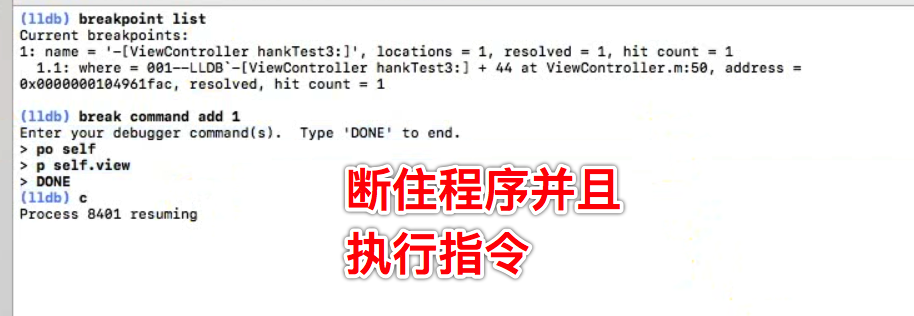 (lldb) breakpoint list
Current breakpoints:
1: name = '-[ViewController hankTest3:]', locations = 1, resolved = 1, hit count = 1
1.1: where = 001--LLDB`-[ViewController hankTest3:] + 44 at ViewController.m:50, address =
0x0000000104961fac, resolved, hit count = 1
(lldb) break command add 1
Enter your debugger command(s).  Type 'DONE' to end.
> po self
> p self.view
> DONE
(lldb) c
Process 8401 resuming
断住程序并且
执行指令